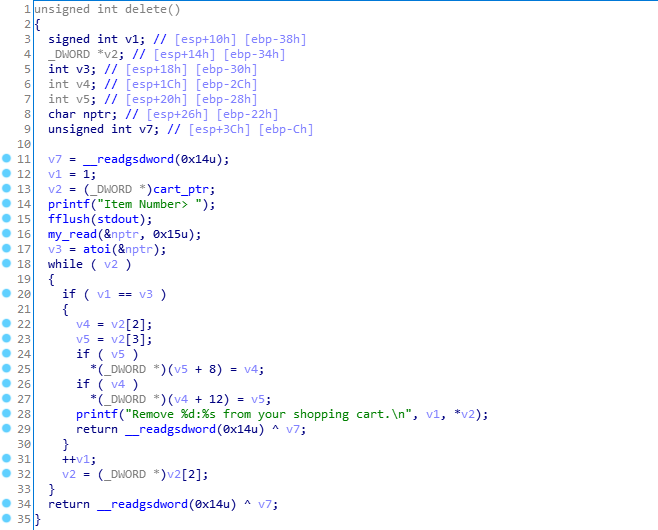 1 unsigned int delete()
2 {
3 signed int v1; // [esp+10h] [ebp-38h]
4 _DWORD *v2; // [esp+14h] [ebp-34h]
5 int v3; // [esp+18h] [ebp-30h]
6 int v4; // [esp+1Ch] [ebp-2Ch]
7 int v5; // [esp+20h] [ebp-28h]
8 char nptr; // [esp+26h] [ebp-22h]
9 unsigned int v7; // [esp+3Ch] [ebp-Ch]
10
11 v7 = __readgsdword(0x14u);
12 v1 = 1;
13 v2 = (_DWORD *)cart_ptr;
14 printf("Item Number> ");
15 fflush(stdout);
16 my_read(&nptr, 0x15u);
17 v3 = atoi(&nptr);
18 while ( v2 )
19 {
20 if ( v1 == v3 )
21 {
22 v4 = v2[2];
23 v5 = v2[3];
24 if ( v5 )
25 *(_DWORD *)(v5 + 8) = v4;
26 if ( v4 )
27 *(_DWORD *)(v4 + 12) = v5;
28 printf("Remove %d:%s from your shopping cart.\n", v1, *v2);
29 return __readgsdword(0x14u) ^ v7;
30 }
31 ++v1;
32 v2 = (_DWORD *)v2[2];
33 }
34 return __readgsdword(0x14u) ^ v7;
35 }